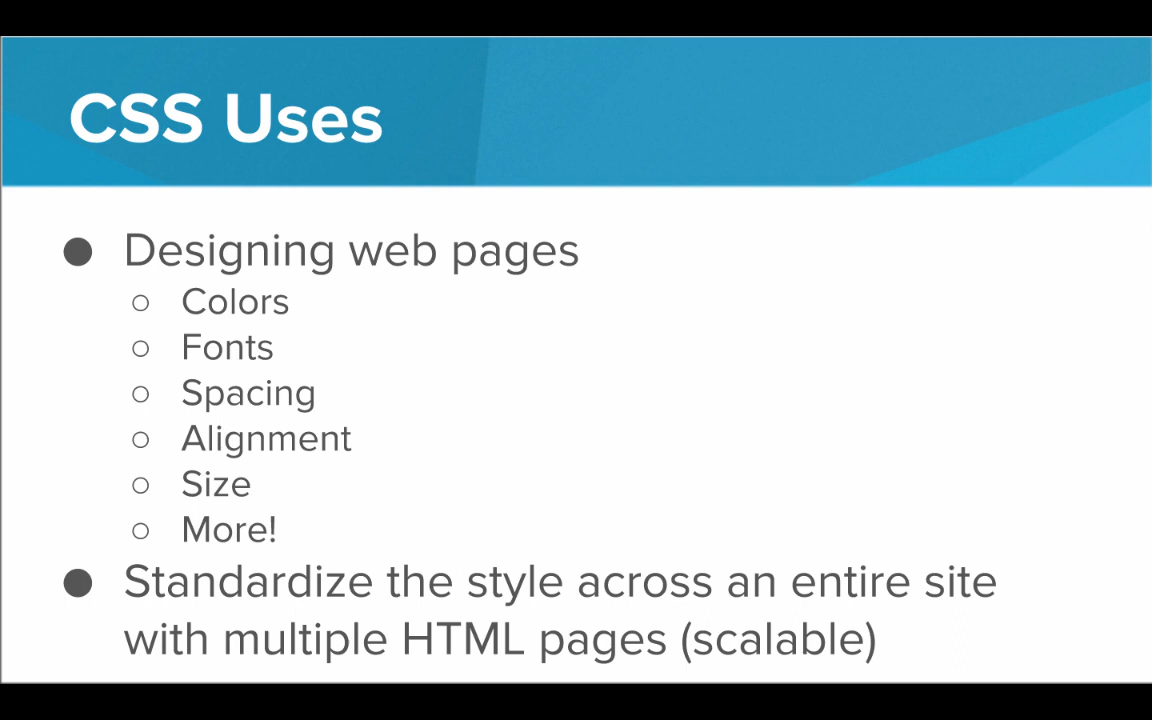 CSS Uses
● Designing web pages
○ Colors
○ Fonts
○ Spacing
○ Alignment
○ Size
○ More!
● Standardize the style across an entire site
with multiple HTML pages (scalable)